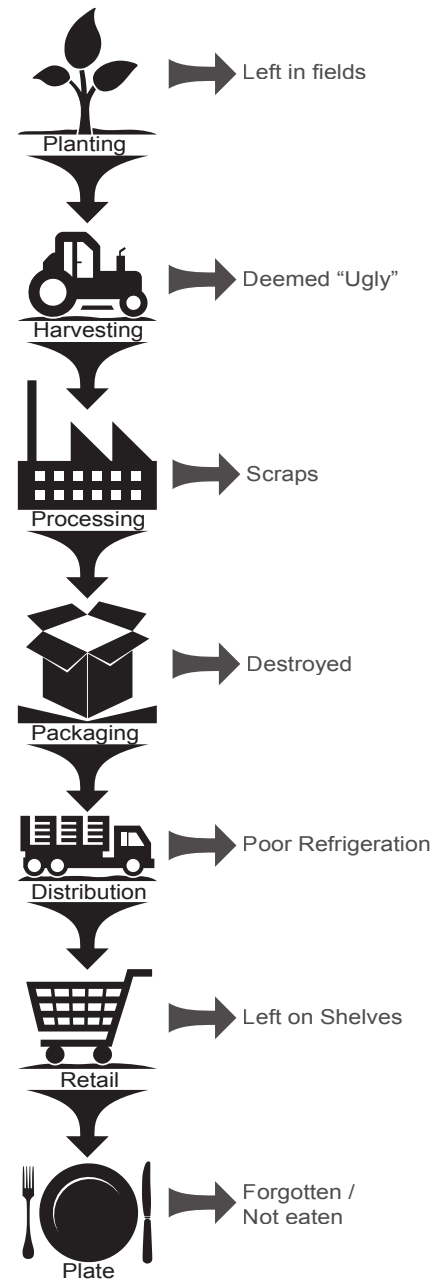 Left in fields
Planting
Deemed “Ugly”
Harvesting
Scraps
Processing
Destroyed
Packaging
Poor Refrigeration
Distribution
Left on Shelves
Retail
Forgotten /
Not eaten
Plate